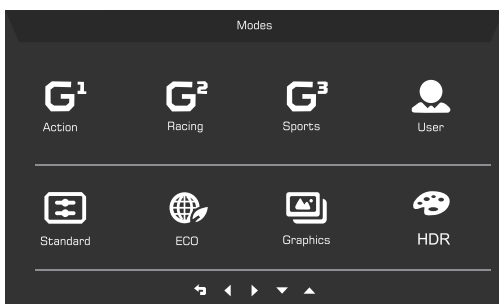 Modes
G¹ G² G³
Action Racing Sports User
Standard ECO Graphics HDR